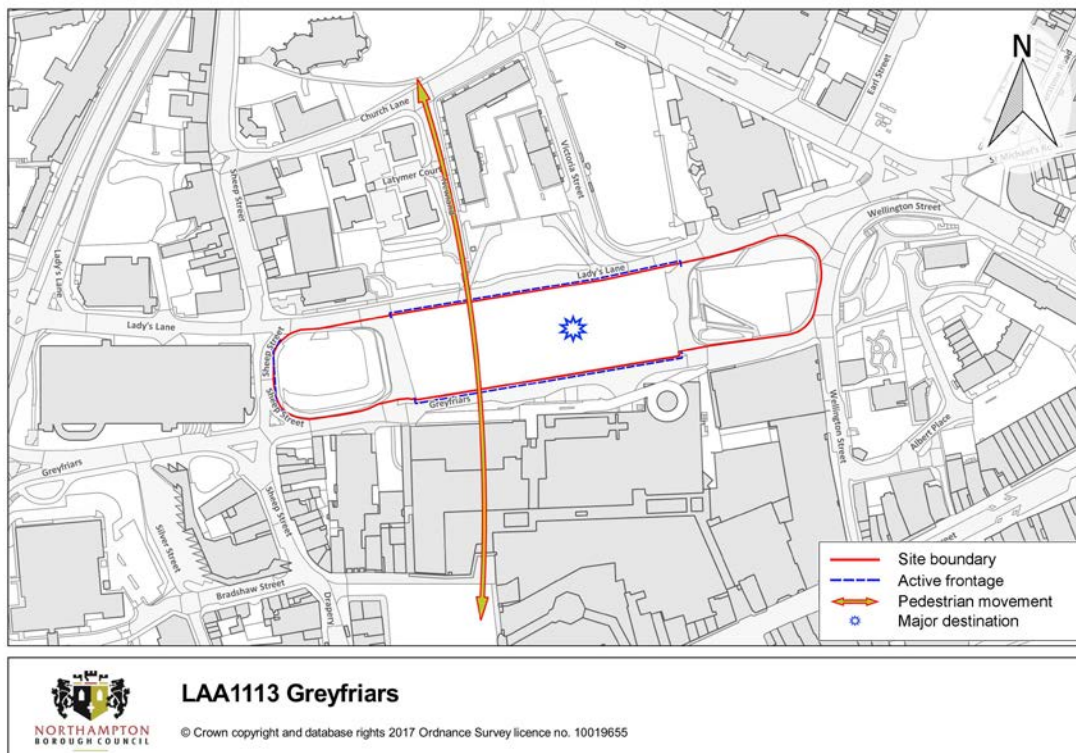 N
Earl Street
Church Lane
Victoria Street
St Michael's
Latymer Court
Newland
Sheep Street
Wellington Street
Lady's Lane
Lady's Lane
Lady's Lane
Sheep Street
Sheep Street
Greyfriars
Wellington Street
Albert Place
Greyfriars
Sheep Street
Silver Street
Bradshaw Street
Drapery
Site boundary
Active frontage
Pedestrian movement
Major destination
NORTHAMPTON
BOROUGH COUNCIL
LAA1113 Greyfriars
© Crown copyright and database rights 2017 Ordnance Survey licence no. 10019655